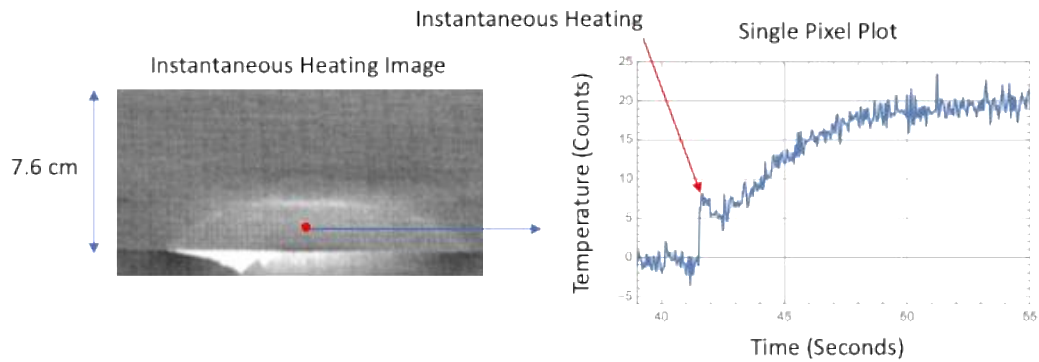 Instantaneous Heating
Instantaneous Heating Image
7.6 cm
Single Pixel Plot
Temperature (Counts)
25
20
15
10
5
0
-5
40
45
50
55
Time (Seconds)